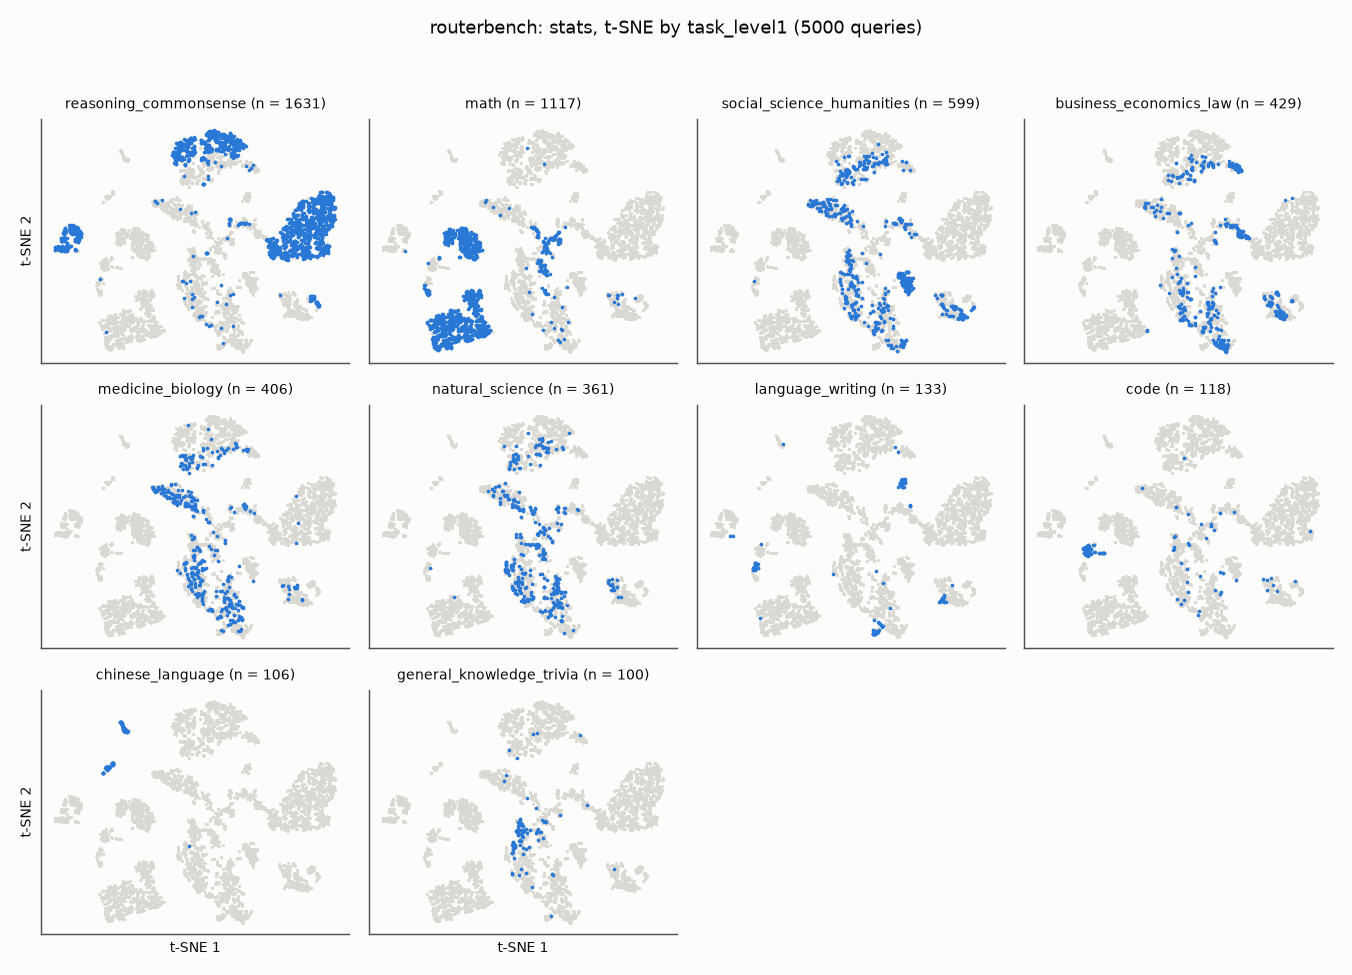 routerbench: stats, t-SNE by task_level1 (5000 queries)
reasoning_commonsense (n = 1631)
math (n = 1117)
social_science_humanities (n = 599)
business_economics_law (n = 429)
t-SNE 2
medicine_biology (n = 406)
natural_science (n = 361)
language_writing (n = 133)
code (n = 118)
t-SNE 2
chinese_language (n = 106)
general_knowledge_trivia (n = 100)
t-SNE 2
t-SNE 1
t-SNE 1